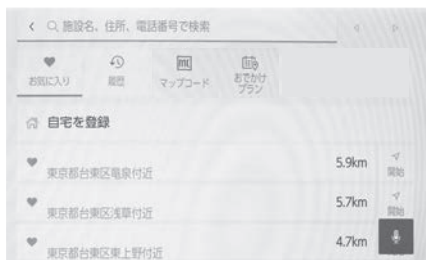 施設名、住所、電話番号で検索
お気に入り
履歴
マップコード
おでかけ
プラン
自宅を登録
5.9km
東京都台東区竜泉付近
開始
5.7km
東京都台東区浅草付近
開始
4.7km
東京都台東区東上野付近